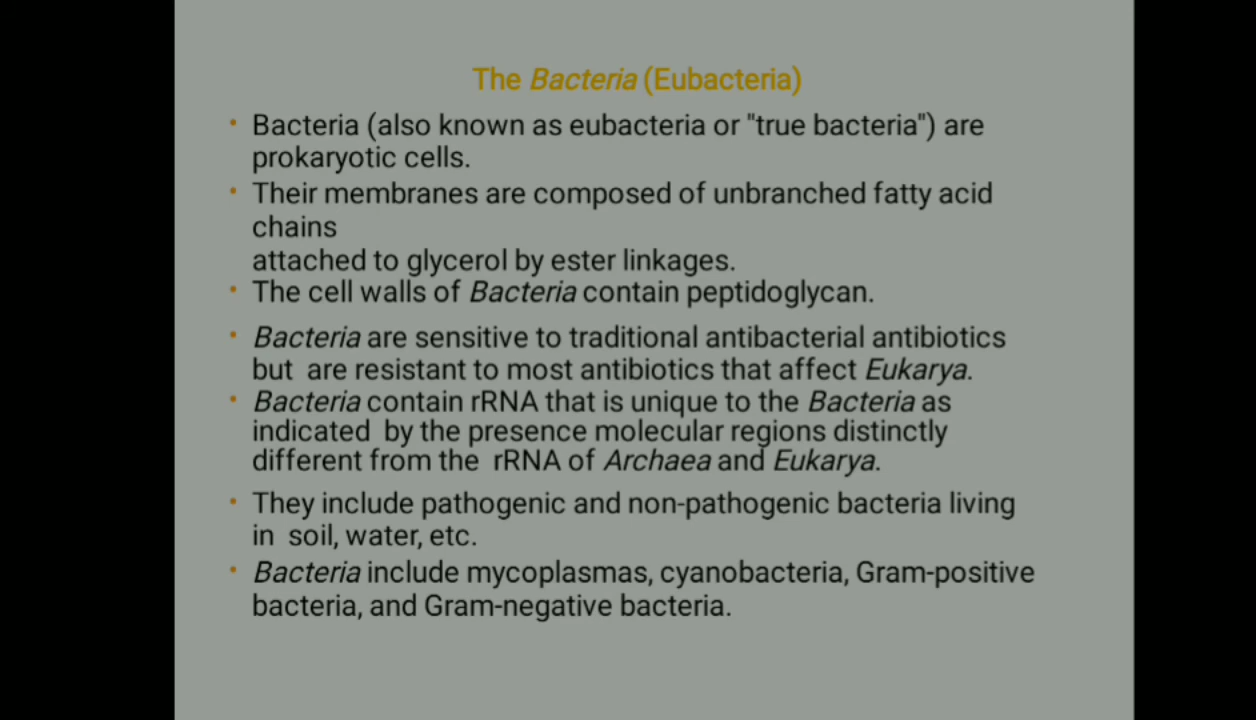 The Bacteria (Eubacteria)
• Bacteria (also known as eubacteria or "true bacteria") are
prokaryotic cells.
• Their membranes are composed of unbranched fatty acid
chains
attached to glycerol by ester linkages.
• The cell walls of Bacteria contain peptidoglycan.
• Bacteria are sensitive to traditional antibacterial antibiotics
but are resistant to most antibiotics that affect Eukarya.
• Bacteria contain rRNA that is unique to the Bacteria as
indicated by the presence molecular regions distinctly
different from the rRNA of Archaea and Eukarya.
• They include pathogenic and non-pathogenic bacteria living
in soil, water, etc.
• Bacteria include mycoplasmas, cyanobacteria, Gram-positive
bacteria, and Gram-negative bacteria.